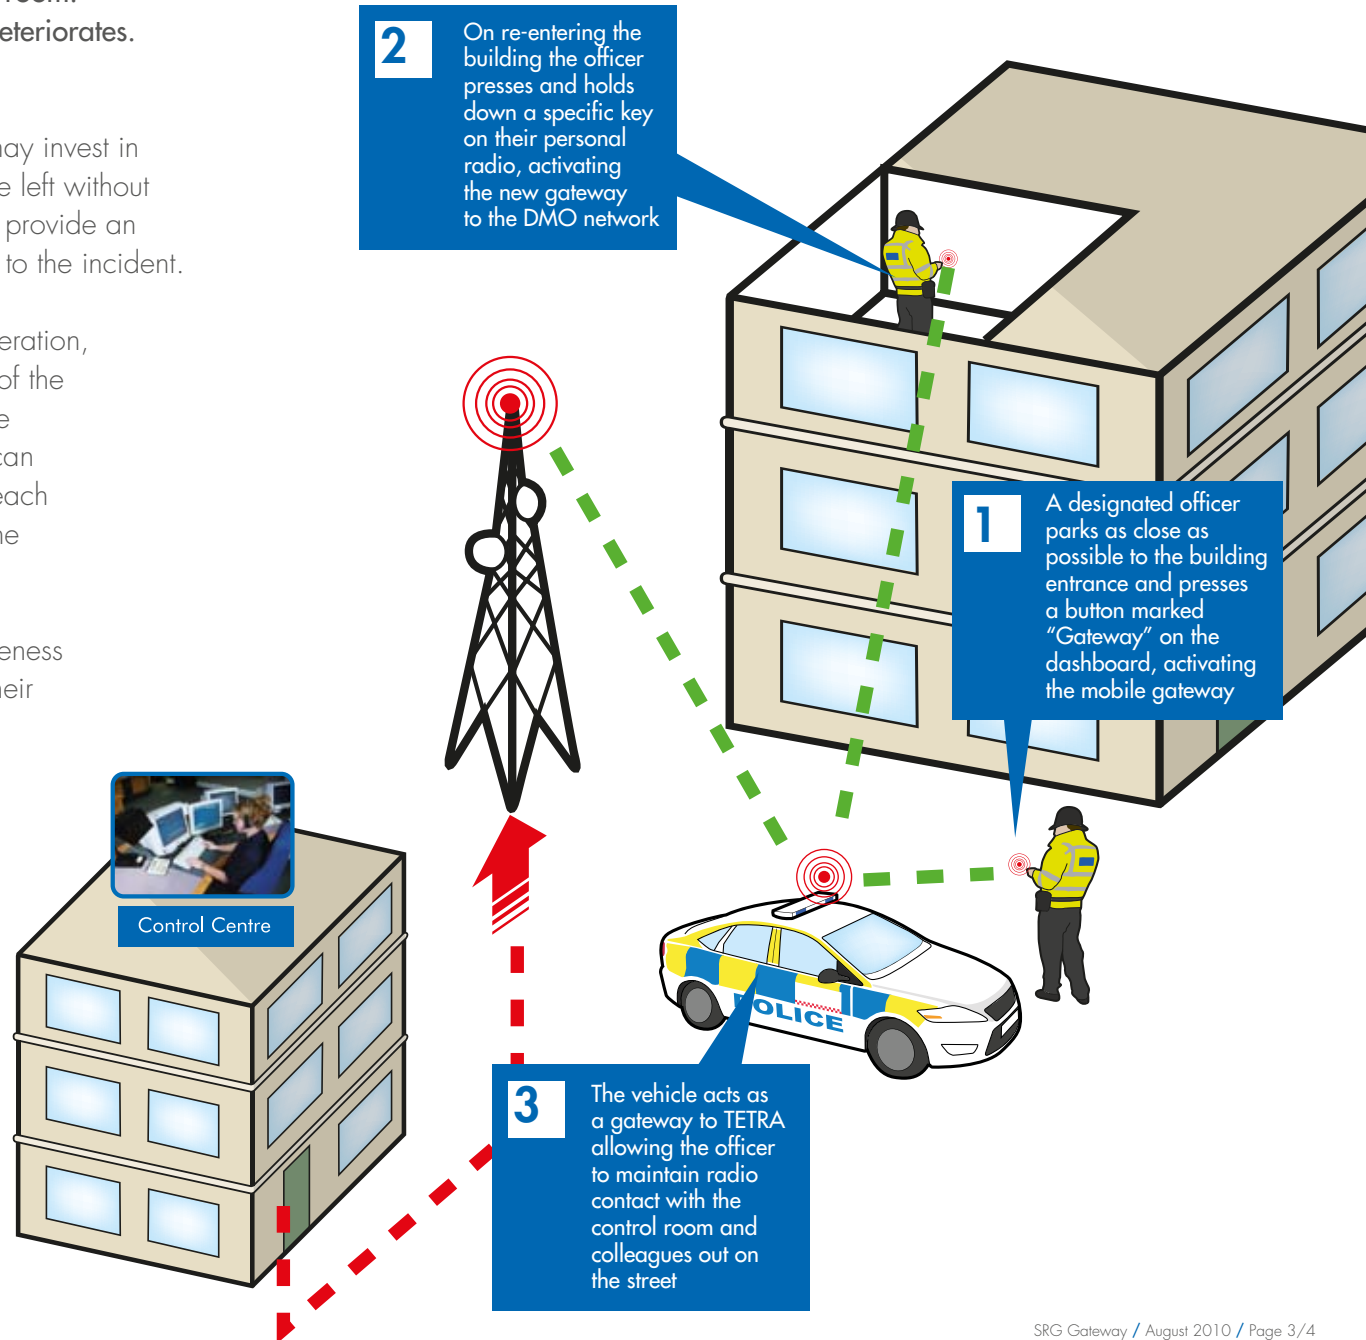 room.
eteriorates.
may invest in
e left without
provide an
to the incident.
eration,
of the
e
can
each
he
eness
heir
2
On re-entering the
building the officer
presses and holds
down a specific key
on their personal
radio, activating
the new gateway
to the DMO network
1
A designated officer
parks as close as
possible to the building
entrance and presses
a button marked
“Gateway” on the
dashboard, activating
the mobile gateway
Control Centre
POLICE
3
The vehicle acts as
a gateway to TETRA
allowing the officer
to maintain radio
contact with the
control room and
colleagues out on
the street
SRG Gateway / August 2010 / Page 3/4